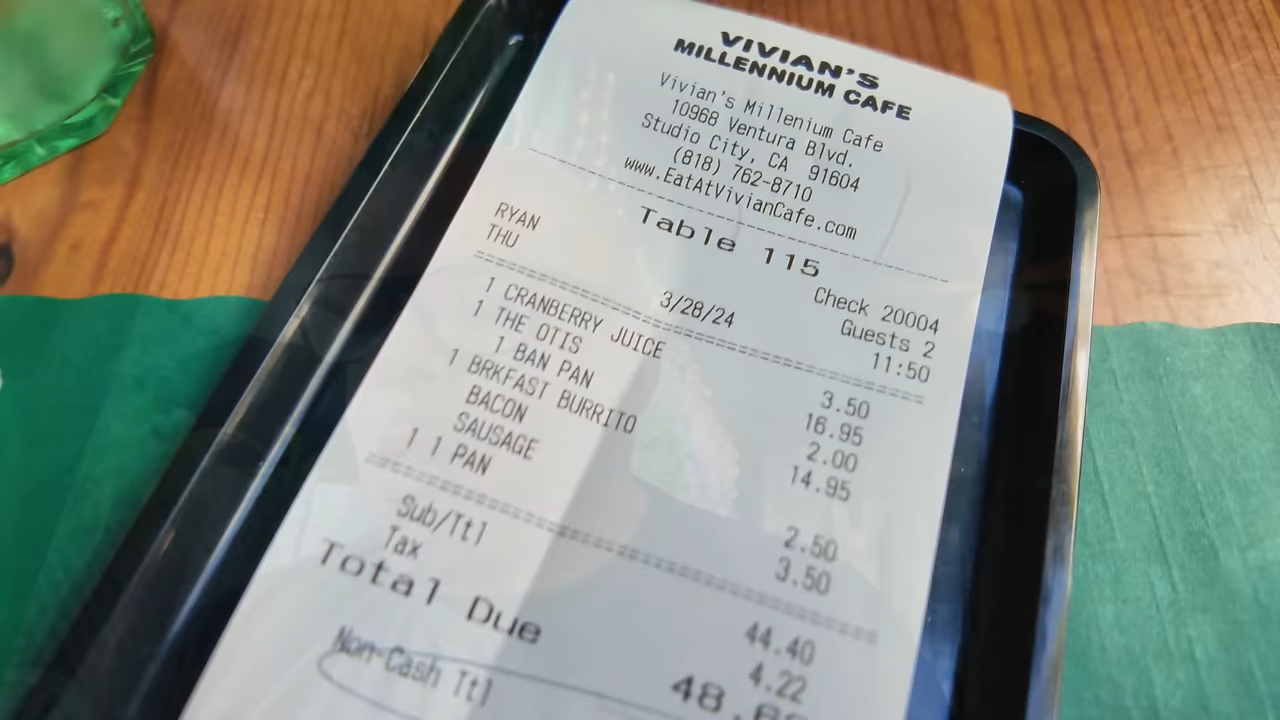 VIVIAN'S
MILLENNIUM CAFE
Vivian's Millenium Cafe
10968 Ventura Blvd.
Studio City, CA 91604
(818) 762-8710
www.EatAtVivianCafe.com
Table 115
Check 20004
RYAN Guests 2
THU 3/28/24 11:50
1 CRANBERRY JUICE 3.50
1 THE OTIS 16.95
1 BAN PAN 2.00
1 BRKFAST BURRITO 14.95
BACON
SAUSAGE 2.50
1 1 PAN 3.50
Sub/Ttl 44.40
Tax 4.22
Total Due
Non-Cash Ttl